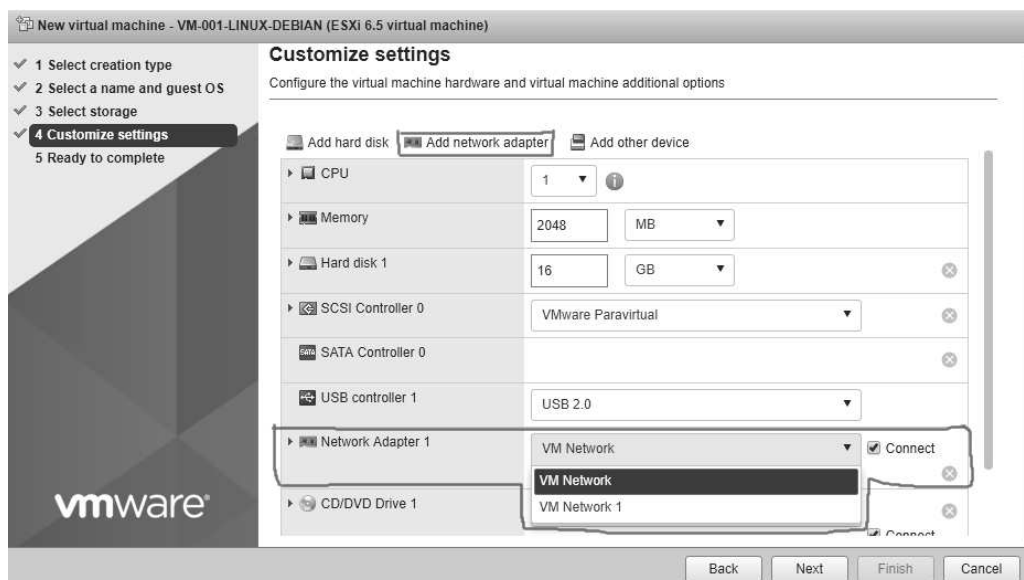 New virtual machine - VM-001-LINUX-DEBIAN (ESXi 6.5 virtual machine)
1 Select creation type
2 Select a name and guest OS
3 Select storage
4 Customize settings
5 Ready to complete
vmware®
Customize settings
Configure the virtual machine hardware and virtual machine additional options
Add hard disk Add network adapter Add other device
CPU 1
Memory 2048 MB
Hard disk 1 16 GB
SCSI Controller 0 VMware Paravirtual
SATA SATA Controller 0
USB controller 1 USB 2.0
Network Adapter 1 VM Network Connect
VM Network
VM Network 1
CD/DVD Drive 1
Connect
Back Next Finish Cancel